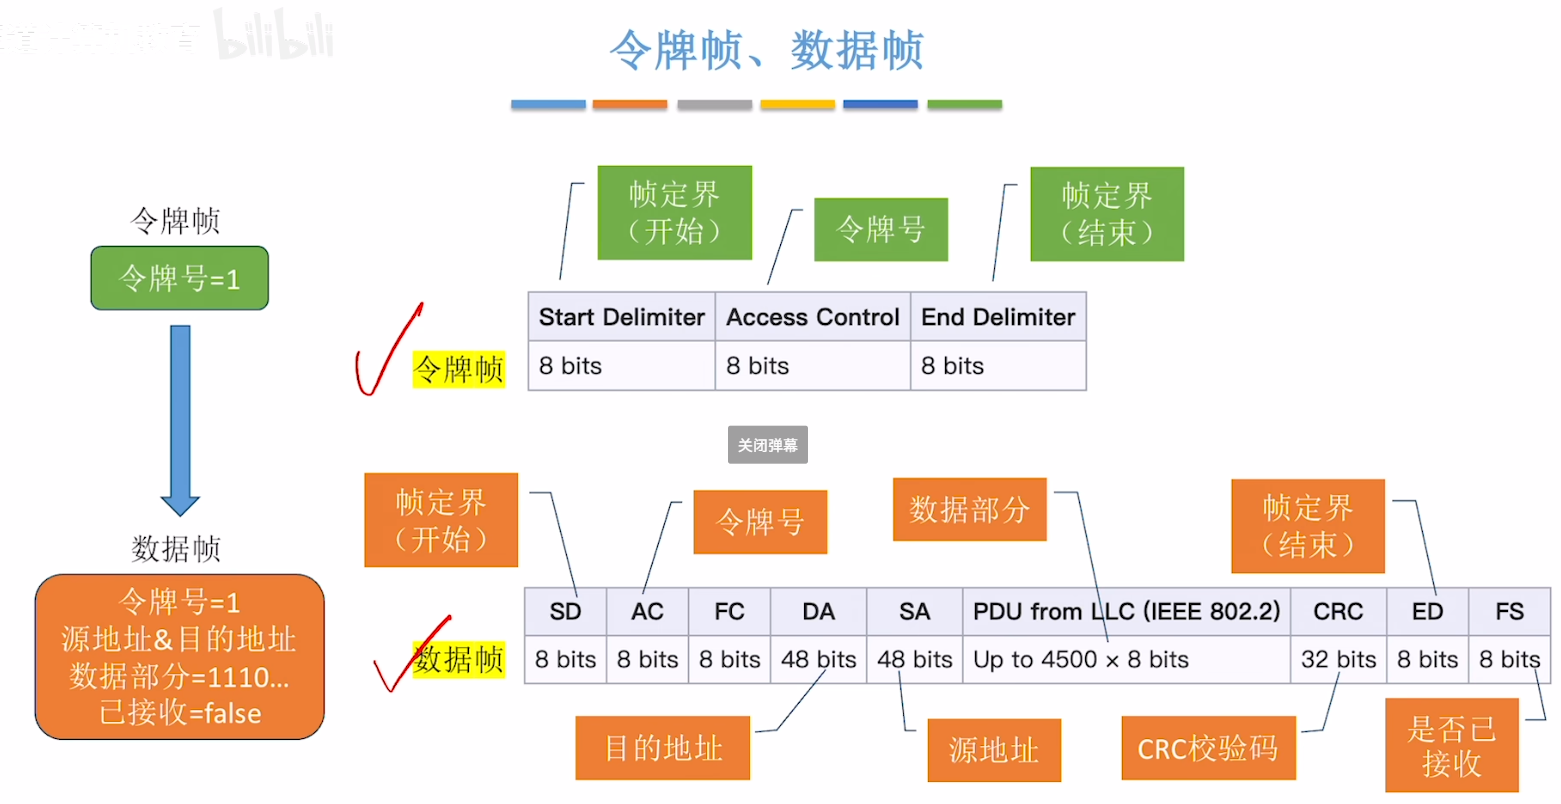 bilibili
令牌帧、数据帧
令牌帧
令牌号=1
数据帧
令牌号=1
源地址&目的地址
数据部分=1110...
已接收=false
帧定界
（开始）
令牌号
帧定界
（结束）
Start Delimiter Access Control End Delimiter
令牌帧 8 bits 8 bits 8 bits
关闭弹幕
帧定界
（开始）
令牌号
数据部分
帧定界
（结束）
SD AC FC DA SA PDU from LLC (IEEE 802.2) CRC ED FS
数据帧 8 bits 8 bits 8 bits 48 bits 48 bits Up to 4500 × 8 bits 32 bits 8 bits 8 bits
目的地址
源地址
CRC校验码
是否已
接收